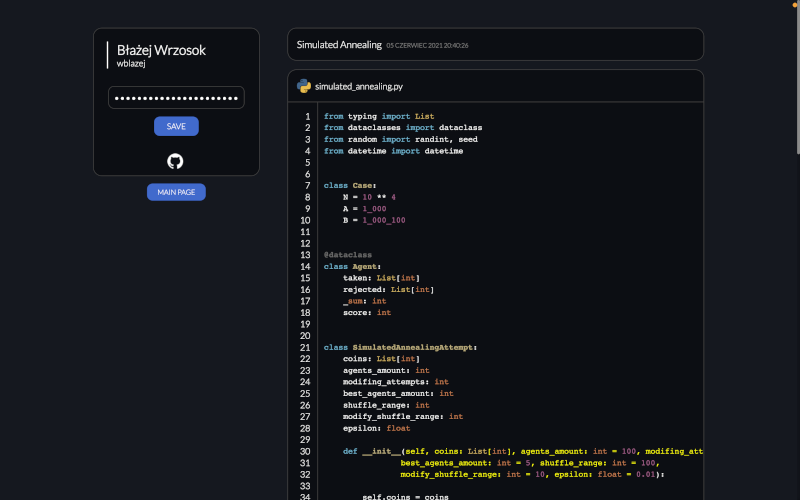 Błażej Wrzosok
wblazej
••••••••••••••••••••••
SAVE
MAIN PAGE
Simulated Annealing 05 CZERWIEC 2021 20:40:26
simulated_annealing.py
1 from typing import List
2 from dataclasses import dataclass
3 from random import randint, seed
4 from datetime import datetime
5
6
7 class Case:
8     N = 10 ** 4
9     A = 1_000
10     B = 1_000_100
11
12
13 @dataclass
14 class Agent:
15     taken: List[int]
16     rejected: List[int]
17     _sum: int
18     score: int
19
20
21 class SimulatedAnnealingAttempt:
22     coins: List[int]
23     agents_amount: int
24     modifing_attempts: int
25     best_agents_amount: int
26     shuffle_range: int
27     modify_shuffle_range: int
28     epsilon: float
29
30     def __init__(self, coins: List[int], agents_amount: int = 100, modifing_att
31                 best_agents_amount: int = 5, shuffle_range: int = 100,
32                 modify_shuffle_range: int = 10, epsilon: float = 0.01):
33
34         self.coins = coins